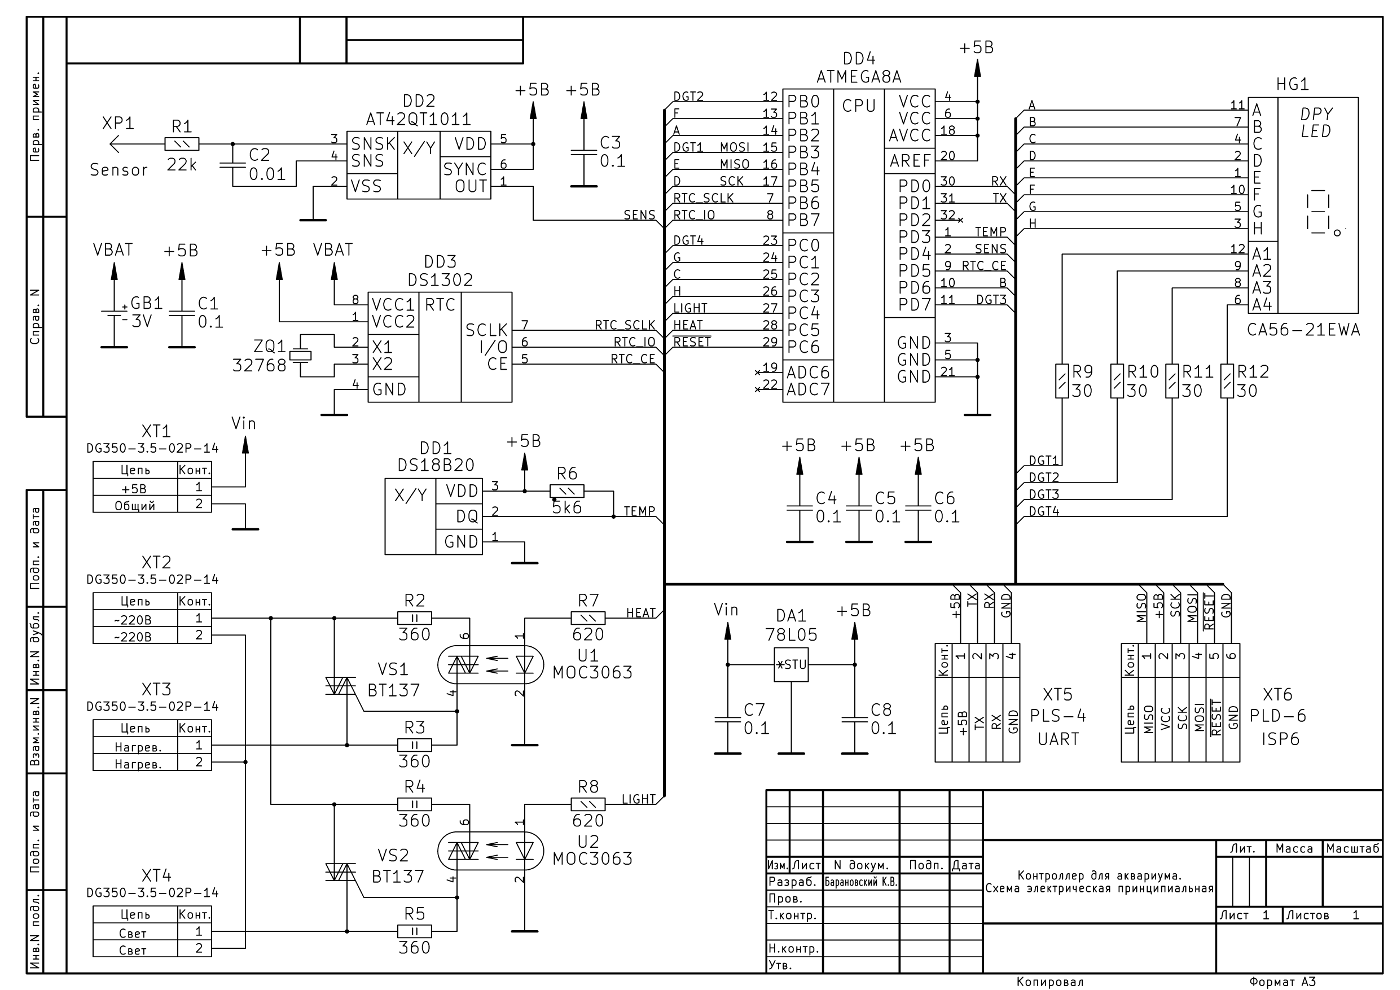 Перв. примен.
Справ. N
Подп. и дата
Инв.N дубл.
Взам.инв.N
Подп. и дата
Инв.N подл.
XP1
Sensor
R1
22k
C2
0.01
DD2
AT42QT1011
3 SNSK X/Y VDD 5
4 SNS SYNC 6
2 VSS OUT 1
+5В
+5В
C3
0.1
SENS
VBAT
+GB1
-3V
+5В
C1
0.1
+5В
VBAT
DD3
DS1302
8 VCC1 RTC
1 VCC2
2 X1 SCLK 7 RTC_SCLK
3 X2 I/O 6 RTC_IO
4 GND CE 5 RTC_CE
ZQ1
32768
DD4
ATMEGA8A
CPU
DGT2 12 PB0
F 13 PB1
A 14 PB2
DGT1 MOSI 15 PB3
E MISO 16 PB4
D SCK 17 PB5
RTC_SCLK 7 PB6
RTC_IO 8 PB7
DGT4 23 PC0
G 24 PC1
C 25 PC2
H 26 PC3
LIGHT 27 PC4
HEAT 28 PC5
RESET 29 PC6
19 ADC6
22 ADC7
+5В
VCC 4
VCC 6
AVCC 18
AREF 20
PD0 30 RX
PD1 31 TX
PD2 32
PD3 1 TEMP
PD4 2 SENS
PD5 9 RTC_CE
PD6 10 B
PD7 11 DGT3
GND 3
GND 5
GND 21
HG1
DPY
LED
A 11 A
B 7 B
C 4 C
D 2 D
E 1 E
F 10 F
G 5 G
H 3 H
12 A1
9 A2
8 A3
6 A4
CA56-21EWA
R9
30
R10
30
R11
30
R12
30
DGT1
DGT2
DGT3
DGT4
XT1
DG350-3.5-02P-14
Цепь Конт.
+5В 1
Общий 2
Vin
DD1
DS18B20
X/Y VDD 3
DQ 2
GND 1
+5В
R6
5k6
TEMP
+5В
C4
0.1
+5В
C5
0.1
+5В
C6
0.1
XT2
DG350-3.5-02P-14
Цепь Конт.
~220В 1
~220В 2
XT3
DG350-3.5-02P-14
Цепь Конт.
Нагрев. 1
Нагрев. 2
XT4
DG350-3.5-02P-14
Цепь Конт.
Свет 1
Свет 2
R2
360
VS1
BT137
R3
360
6
4
1
2
U1
MOC3063
R7
620
HEAT
R4
360
VS2
BT137
R5
360
6
4
1
2
U2
MOC3063
R8
620
LIGHT
Vin
DA1
78L05
*STU
+5В
C7
0.1
C8
0.1
+5В TX RX GND
Конт. 1 2 3 4
Цепь +5В TX RX GND
XT5
PLS-4
UART
MISO +5В SCK MOSI RESET GND
Конт. 1 2 3 4 5 6
Цепь MISO VCC SCK MOSI RESET GND
XT6
PLD-6
ISP6
Изм. Лист N докум. Подп. Дата
Разраб. Барановский К.В.
Пров.
Т.контр.
Н.контр.
Утв.
Контроллер для аквариума.
Схема электрическая принципиальная
Лит. Масса Масштаб
Лист 1 Листов 1
Копировал
Формат А3